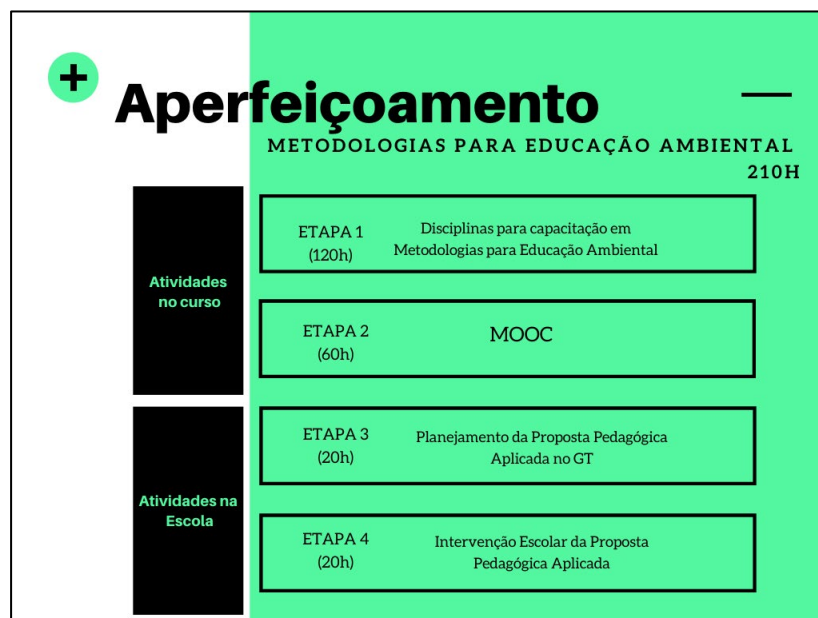 +
Aperfeiçoamento
METODOLOGIAS PARA EDUCAÇÃO AMBIENTAL
210H
Atividades
no curso
ETAPA 1
(120h)
Disciplinas para capacitação em
Metodologias para Educação Ambiental
ETAPA 2
(60h)
MOOC
Atividades na
Escola
ETAPA 3
(20h)
Planejamento da Proposta Pedagógica
Aplicada no GT
ETAPA 4
(20h)
Intervenção Escolar da Proposta
Pedagógica Aplicada